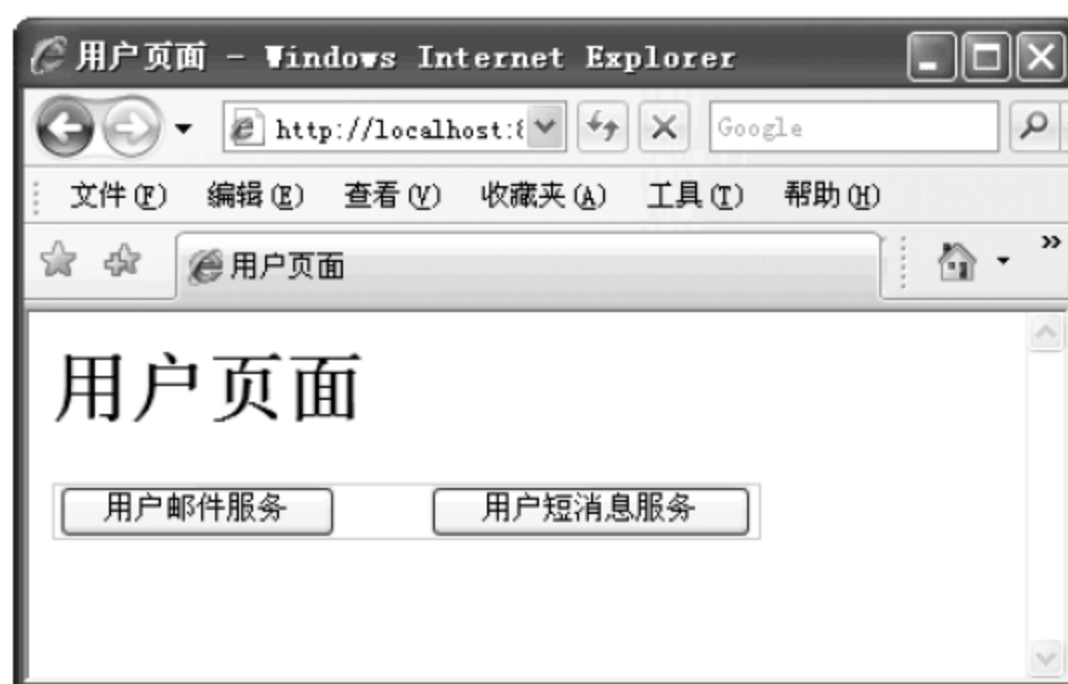 用户页面 - Windows Internet Explorer
http://localhost:8
Google
文件(F) 编辑(E) 查看(V) 收藏夹(A) 工具(T) 帮助(H)
用户页面
»
用户页面
用户邮件服务 用户短消息服务